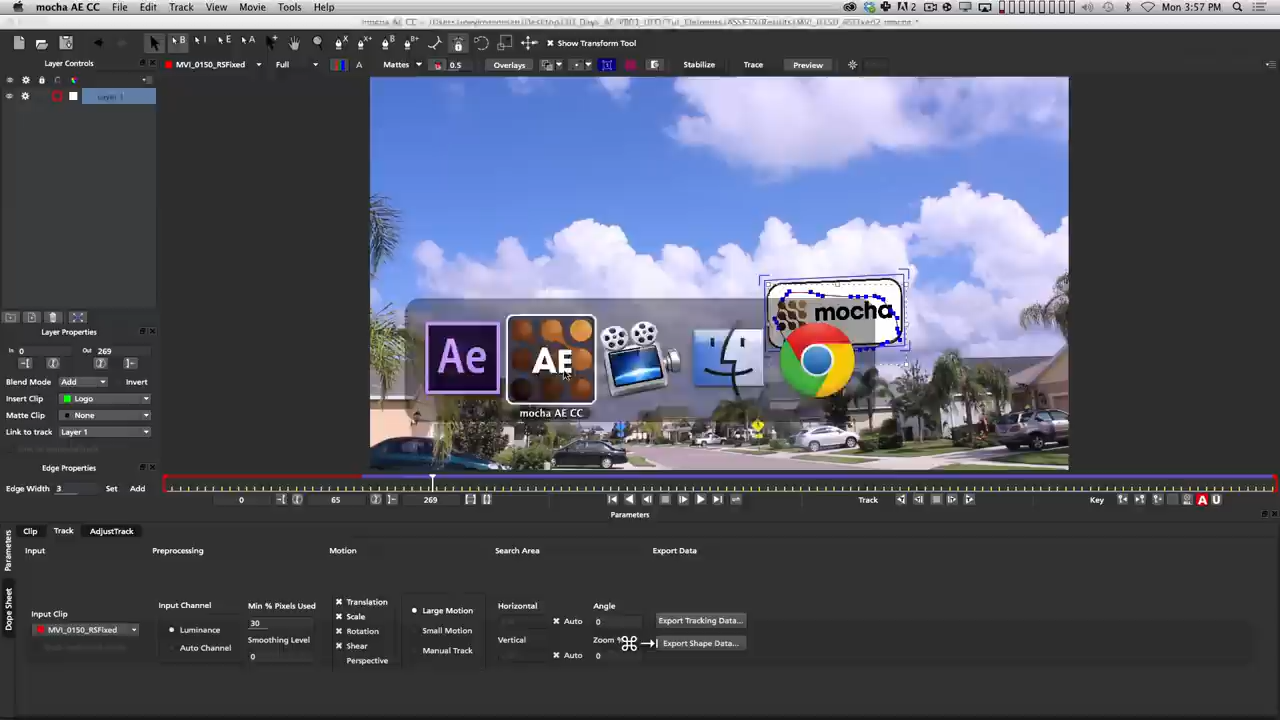 mocha AE CC File Edit Track View Movie Tools Help A 12 Mon 3:57 PM
B I E A X X+ B B+ Show Transform Tool
Layer Controls MVI_0150_RSFixed Full A Mattes 0.5 Overlays Stabilize Trace Preview
Layer 1
mocha
Ae AE
mocha AE CC
Layer Properties
In 0 Out 269
Blend Mode Add Invert
Insert Clip Logo
Matte Clip None
Link to track Layer 1
Edge Properties
Edge Width 3 Set Add
0 65 269 Track Key A U
Parameters
Parameters
Dope Sheet
Clip Track AdjustTrack
Input Preprocessing Motion Search Area Export Data
Input Clip
MVI_0150_RSFixed
Input Channel
Luminance
Auto Channel
Min % Pixels Used
30
Smoothing Level
0
Translation
Scale
Rotation
Shear
Perspective
Large Motion
Small Motion
Manual Track
Horizontal
Auto
Vertical
Auto
Angle
0
Zoom %
0
⌘
Export Tracking Data...
Export Shape Data...